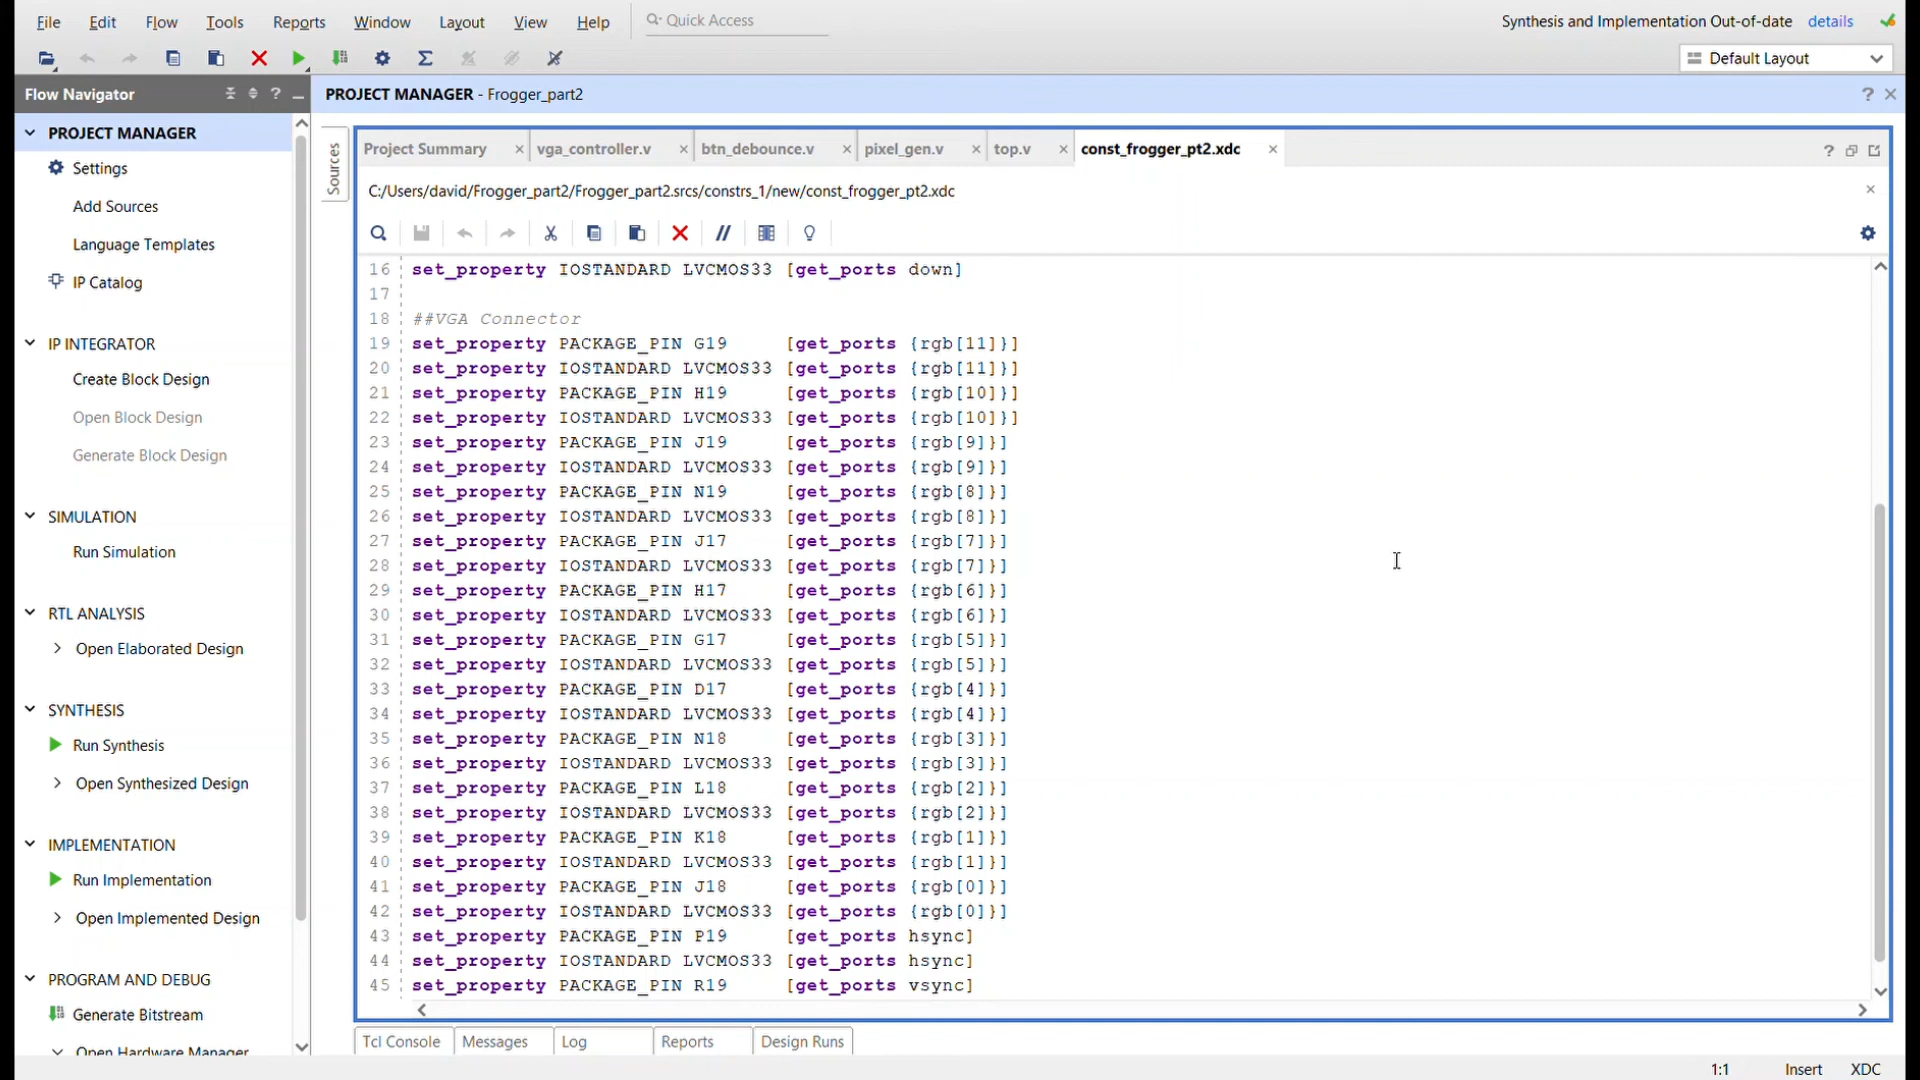 File Edit Flow Tools Reports Window Layout View Help Quick Access Synthesis and Implementation Out-of-date details
Default Layout
Flow Navigator
PROJECT MANAGER - Frogger_part2
PROJECT MANAGER
Settings
Add Sources
Language Templates
IP Catalog
IP INTEGRATOR
Create Block Design
Open Block Design
Generate Block Design
SIMULATION
Run Simulation
RTL ANALYSIS
Open Elaborated Design
SYNTHESIS
Run Synthesis
Open Synthesized Design
IMPLEMENTATION
Run Implementation
Open Implemented Design
PROGRAM AND DEBUG
Generate Bitstream
Open Hardware Manager
Sources
Project Summary vga_controller.v btn_debounce.v pixel_gen.v top.v const_frogger_pt2.xdc
C:/Users/david/Frogger_part2/Frogger_part2.srcs/constrs_1/new/const_frogger_pt2.xdc
16 set_property IOSTANDARD LVCMOS33 [get_ports down]
17
18 ##VGA Connector
19 set_property PACKAGE_PIN G19 [get_ports {rgb[11]}]
20 set_property IOSTANDARD LVCMOS33 [get_ports {rgb[11]}]
21 set_property PACKAGE_PIN H19 [get_ports {rgb[10]}]
22 set_property IOSTANDARD LVCMOS33 [get_ports {rgb[10]}]
23 set_property PACKAGE_PIN J19 [get_ports {rgb[9]}]
24 set_property IOSTANDARD LVCMOS33 [get_ports {rgb[9]}]
25 set_property PACKAGE_PIN N19 [get_ports {rgb[8]}]
26 set_property IOSTANDARD LVCMOS33 [get_ports {rgb[8]}]
27 set_property PACKAGE_PIN J17 [get_ports {rgb[7]}]
28 set_property IOSTANDARD LVCMOS33 [get_ports {rgb[7]}]
29 set_property PACKAGE_PIN H17 [get_ports {rgb[6]}]
30 set_property IOSTANDARD LVCMOS33 [get_ports {rgb[6]}]
31 set_property PACKAGE_PIN G17 [get_ports {rgb[5]}]
32 set_property IOSTANDARD LVCMOS33 [get_ports {rgb[5]}]
33 set_property PACKAGE_PIN D17 [get_ports {rgb[4]}]
34 set_property IOSTANDARD LVCMOS33 [get_ports {rgb[4]}]
35 set_property PACKAGE_PIN N18 [get_ports {rgb[3]}]
36 set_property IOSTANDARD LVCMOS33 [get_ports {rgb[3]}]
37 set_property PACKAGE_PIN L18 [get_ports {rgb[2]}]
38 set_property IOSTANDARD LVCMOS33 [get_ports {rgb[2]}]
39 set_property PACKAGE_PIN K18 [get_ports {rgb[1]}]
40 set_property IOSTANDARD LVCMOS33 [get_ports {rgb[1]}]
41 set_property PACKAGE_PIN J18 [get_ports {rgb[0]}]
42 set_property IOSTANDARD LVCMOS33 [get_ports {rgb[0]}]
43 set_property PACKAGE_PIN P19 [get_ports hsync]
44 set_property IOSTANDARD LVCMOS33 [get_ports hsync]
45 set_property PACKAGE_PIN R19 [get_ports vsync]
Tcl Console Messages Log Reports Design Runs
1:1 Insert XDC